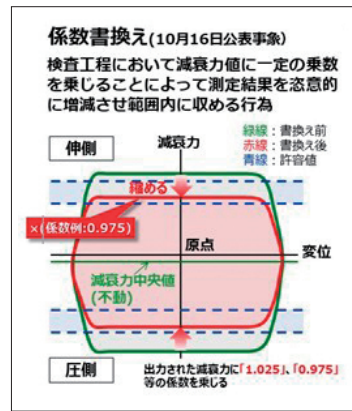 係数書換え(10月16日公表事象)
検査工程において減衰力値に一定の乗数
を乗じることによって測定結果を恣意的
に増減させ範囲内に収める行為
緑線：書換え前
赤線：書換え後
青線：許容値
伸側
減衰力
縮める
×(係数例:0.975)
原点
変位
減衰力中央値
(不動)
圧側
出力された減衰力に「1.025」、「0.975」
等の係数を乗じる